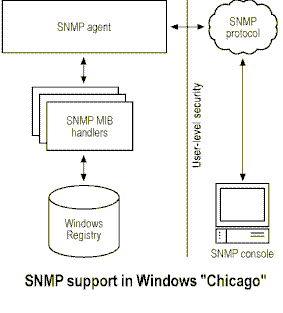 SNMP agent
SNMP
protocol
SNMP MIB
handlers
User-level security
Windows
Registry
SNMP console
SNMP support in Windows "Chicago"